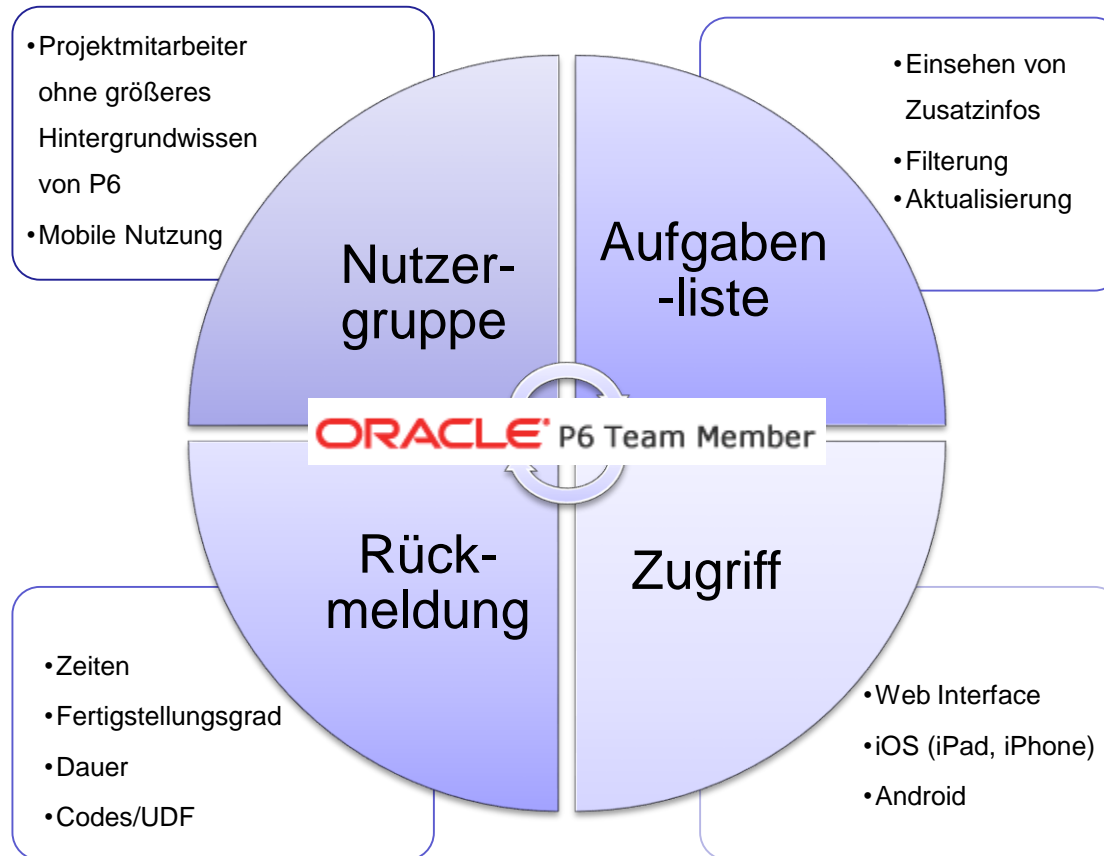 •Projektmitarbeiter
ohne größeres
Hintergrundwissen
von P6
•Mobile Nutzung
•Einsehen von
Zusatzinfos
•Filterung
•Aktualisierung
Nutzer-
gruppe
Aufgaben
-liste
ORACLE P6 Team Member
Rück-
meldung
Zugriff
•Zeiten
•Fertigstellungsgrad
•Dauer
•Codes/UDF
•Web Interface
•iOS (iPad, iPhone)
•Android